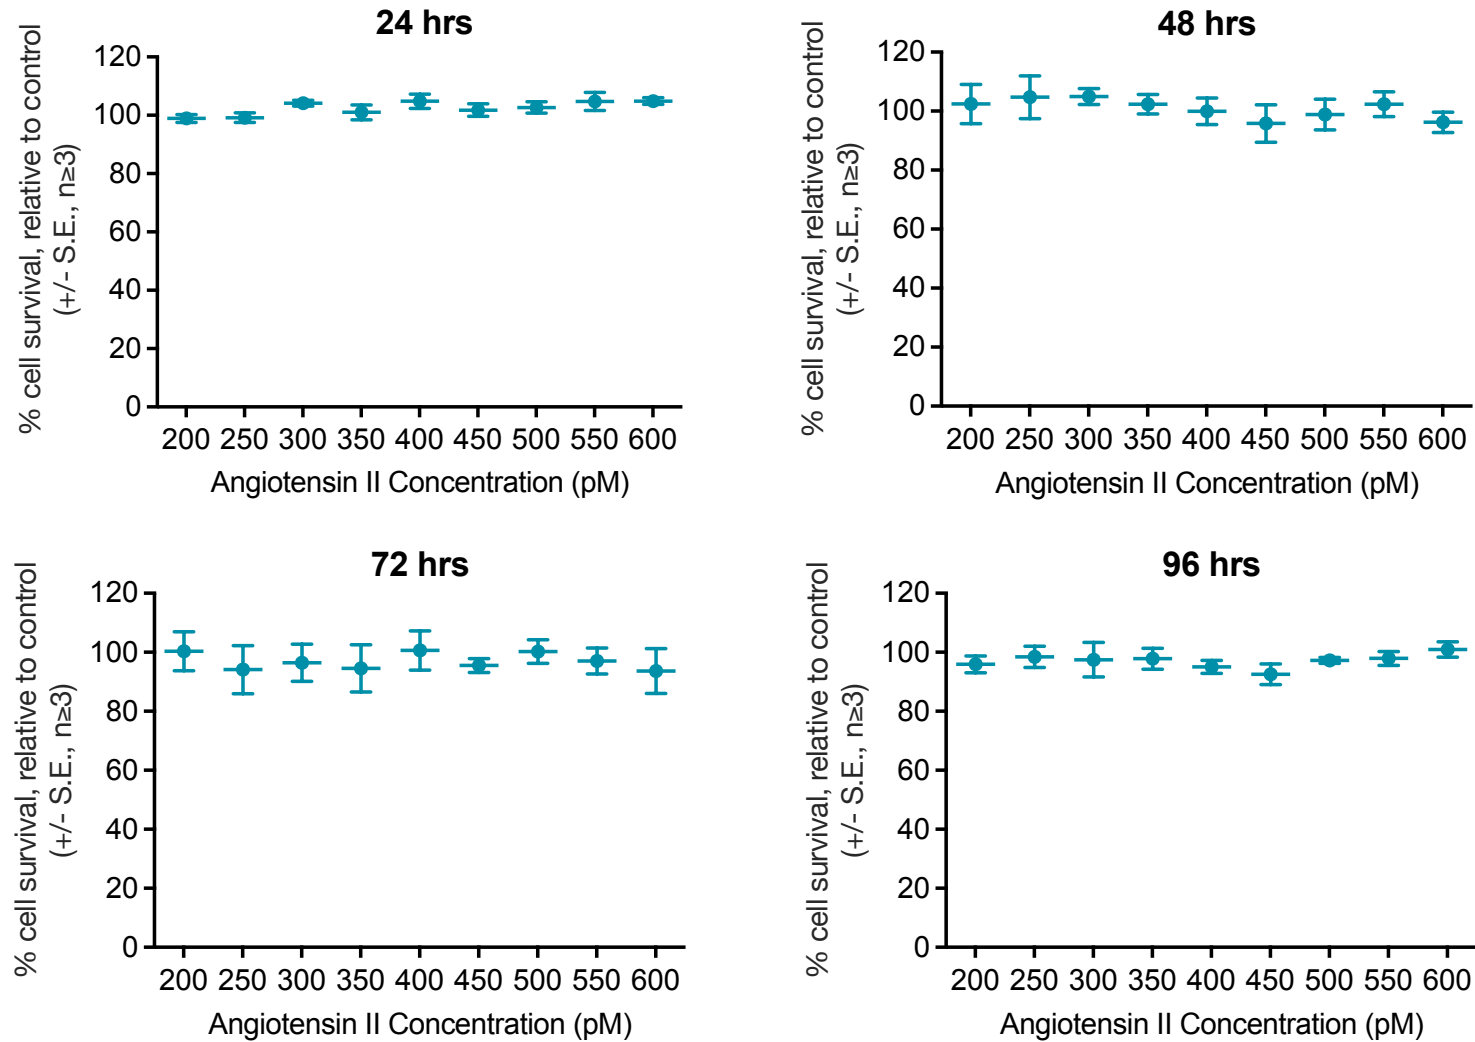 24 hrs
% cell survival, relative to control
(+/- S.E., n≥3)
120
100
80
60
40
20
0
200 250 300 350 400 450 500 550 600
Angiotensin II Concentration (pM)
48 hrs
% cell survival, relative to control
(+/- S.E., n≥3)
120
100
80
60
40
20
0
200 250 300 350 400 450 500 550 600
Angiotensin II Concentration (pM)
72 hrs
% cell survival, relative to control
(+/- S.E., n≥3)
120
100
80
60
40
20
0
200 250 300 350 400 450 500 550 600
Angiotensin II Concentration (pM)
96 hrs
% cell survival, relative to control
(+/- S.E., n≥3)
120
100
80
60
40
20
0
200 250 300 350 400 450 500 550 600
Angiotensin II Concentration (pM)